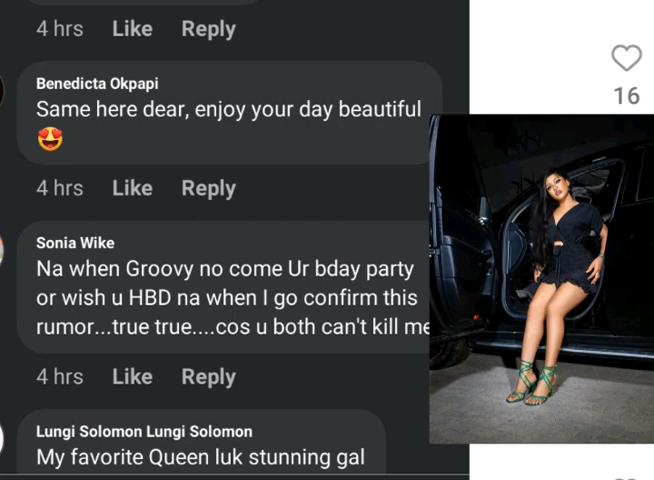 4 hrs Like Reply
Benedicta Okpapi
Same here dear, enjoy your day beautiful
😍
4 hrs Like Reply
Sonia Wike
Na when Groovy no come Ur bday party
or wish u HBD na when I go confirm this
rumor...true true....cos u both can't kill me
4 hrs Like Reply
Lungi Solomon Lungi Solomon
My favorite Queen luk stunning gal
16